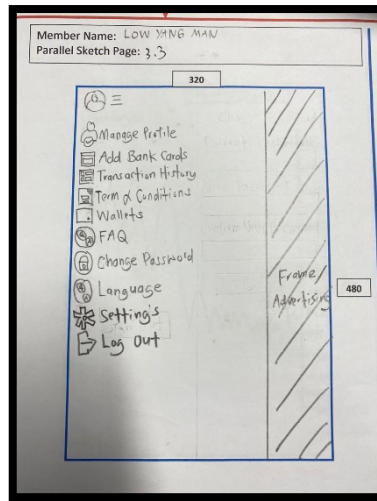 Member Name: LOW YANG MAN
Parallel Sketch Page: 3.3
320
Manage Profile
Add Bank Cards
Transaction History
Term & Conditions
Wallets
FAQ
Change Password
Language
Frame/
Advertising
480
Setting's
Log Out